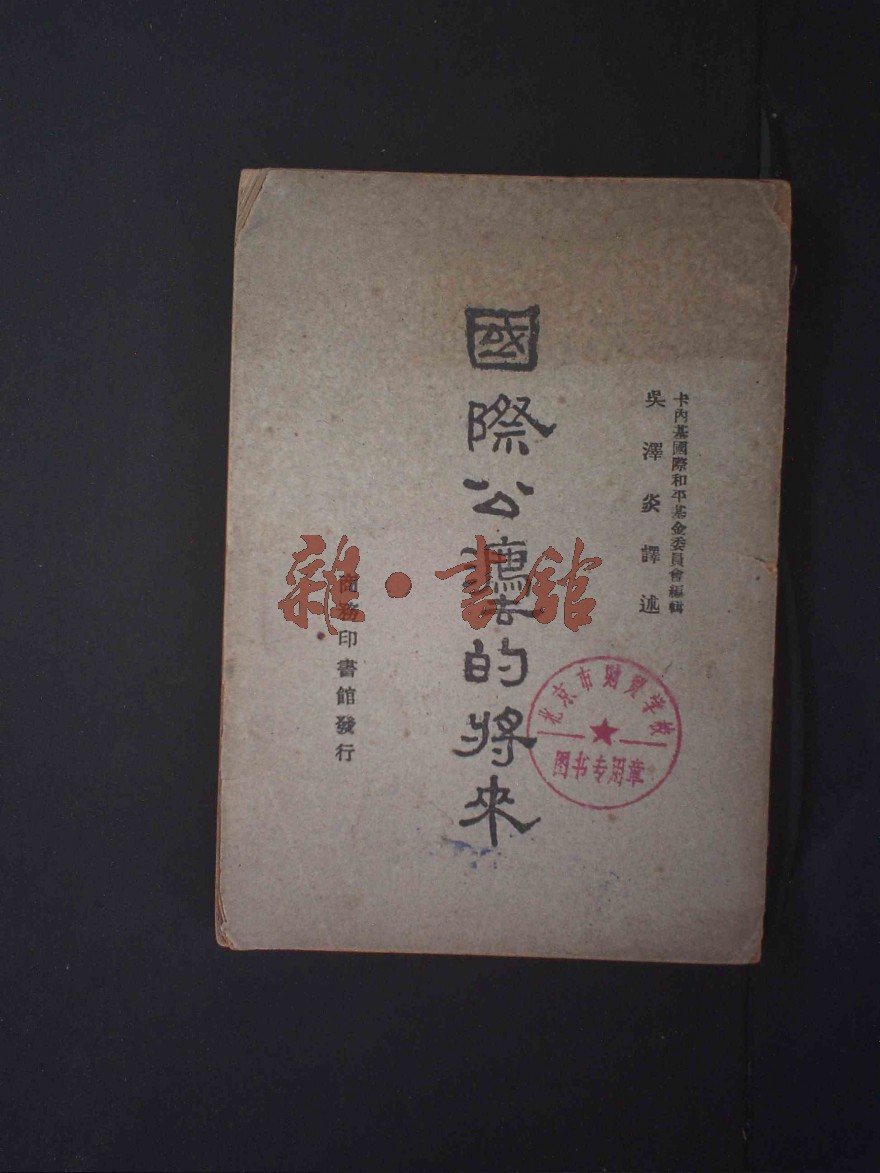 卡內基國際和平基金委員會編輯
吳澤炎譯述
國際公灋的將來
商務印書館發行
雜·書館
北京市财贸学校
图书专用章